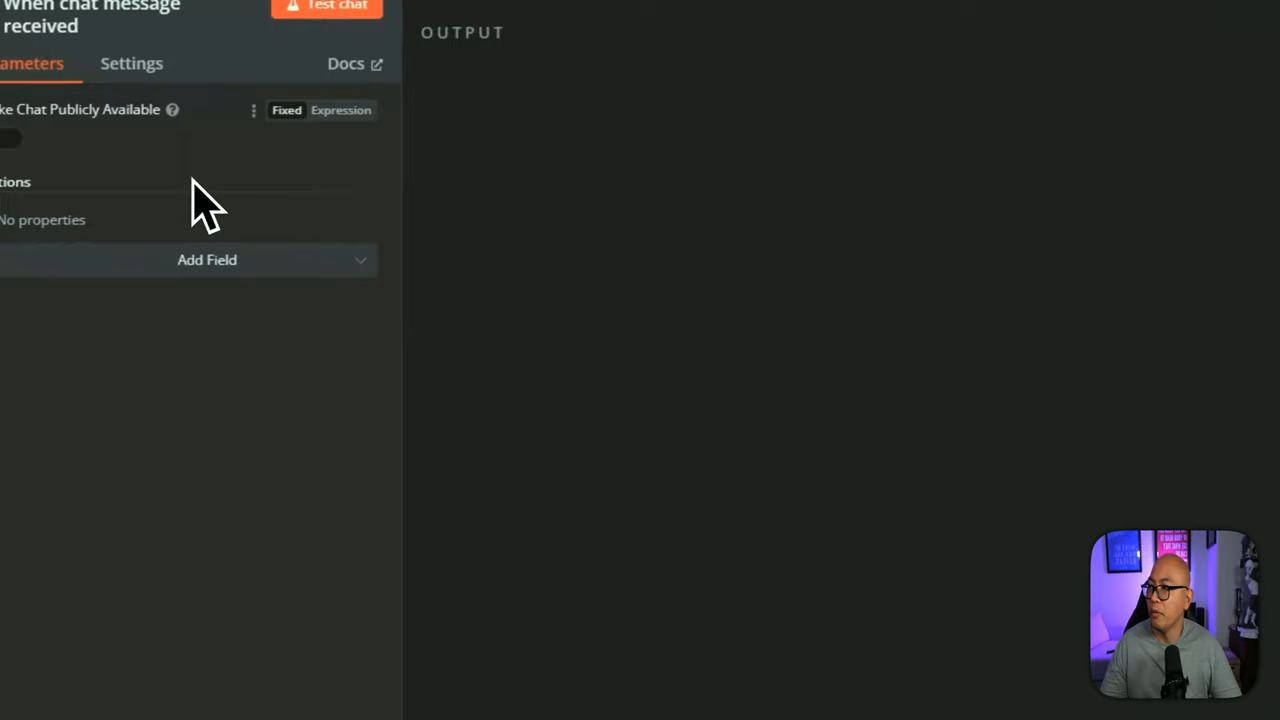 When chat message
received
Test chat
OUTPUT
ameters
Settings
Docs
ke Chat Publicly Available
Fixed
Expression
tions
No properties
Add Field